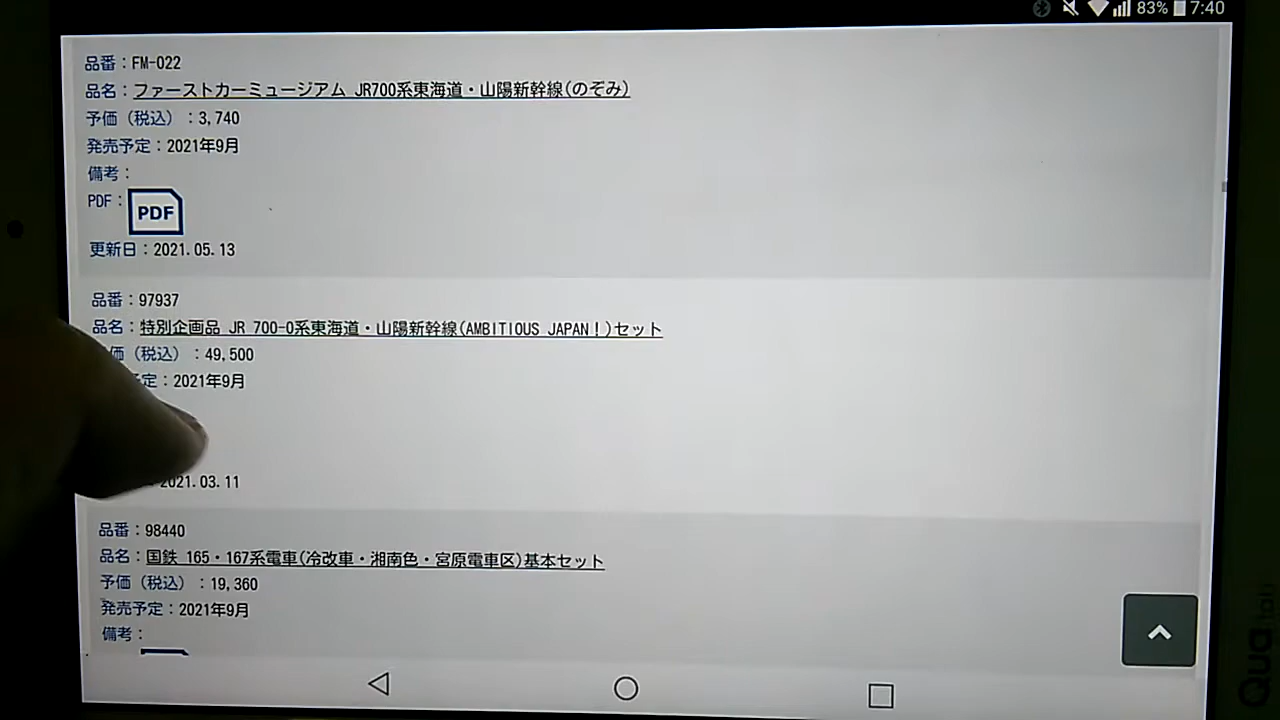 83% 7:40
品番：FM-022
品名：ファーストカーミュージアム JR700系東海道・山陽新幹線(のぞみ)
予価（税込）：3,740
発売予定：2021年9月
備考：
PDF：PDF
更新日：2021.05.13
品番：97937
品名：特別企画品 JR 700-0系東海道・山陽新幹線(AMBITIOUS JAPAN！)セット
価（税込）：49,500
定：2021年9月
2021.03.11
品番：98440
品名：国鉄 165・167系電車(冷改車・湘南色・宮原電車区)基本セット
予価（税込）：19,360
発売予定：2021年9月
備考：
Qua tab